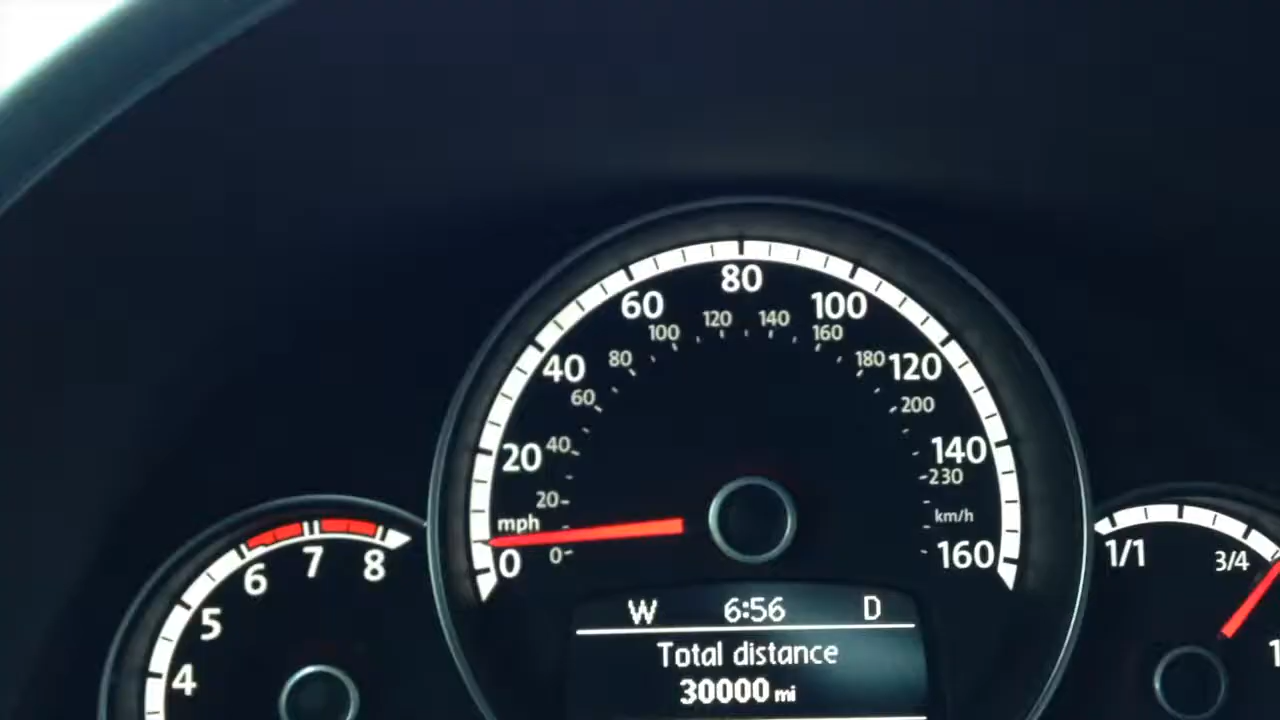 80
60 100
100 120 140 160
40 80 180 120
60 200
20 40 140
230
20
mph km/h
0 0 160
7
6 8
5
4
1/1 3/4
W 6:56 D
Total distance
30000 mi